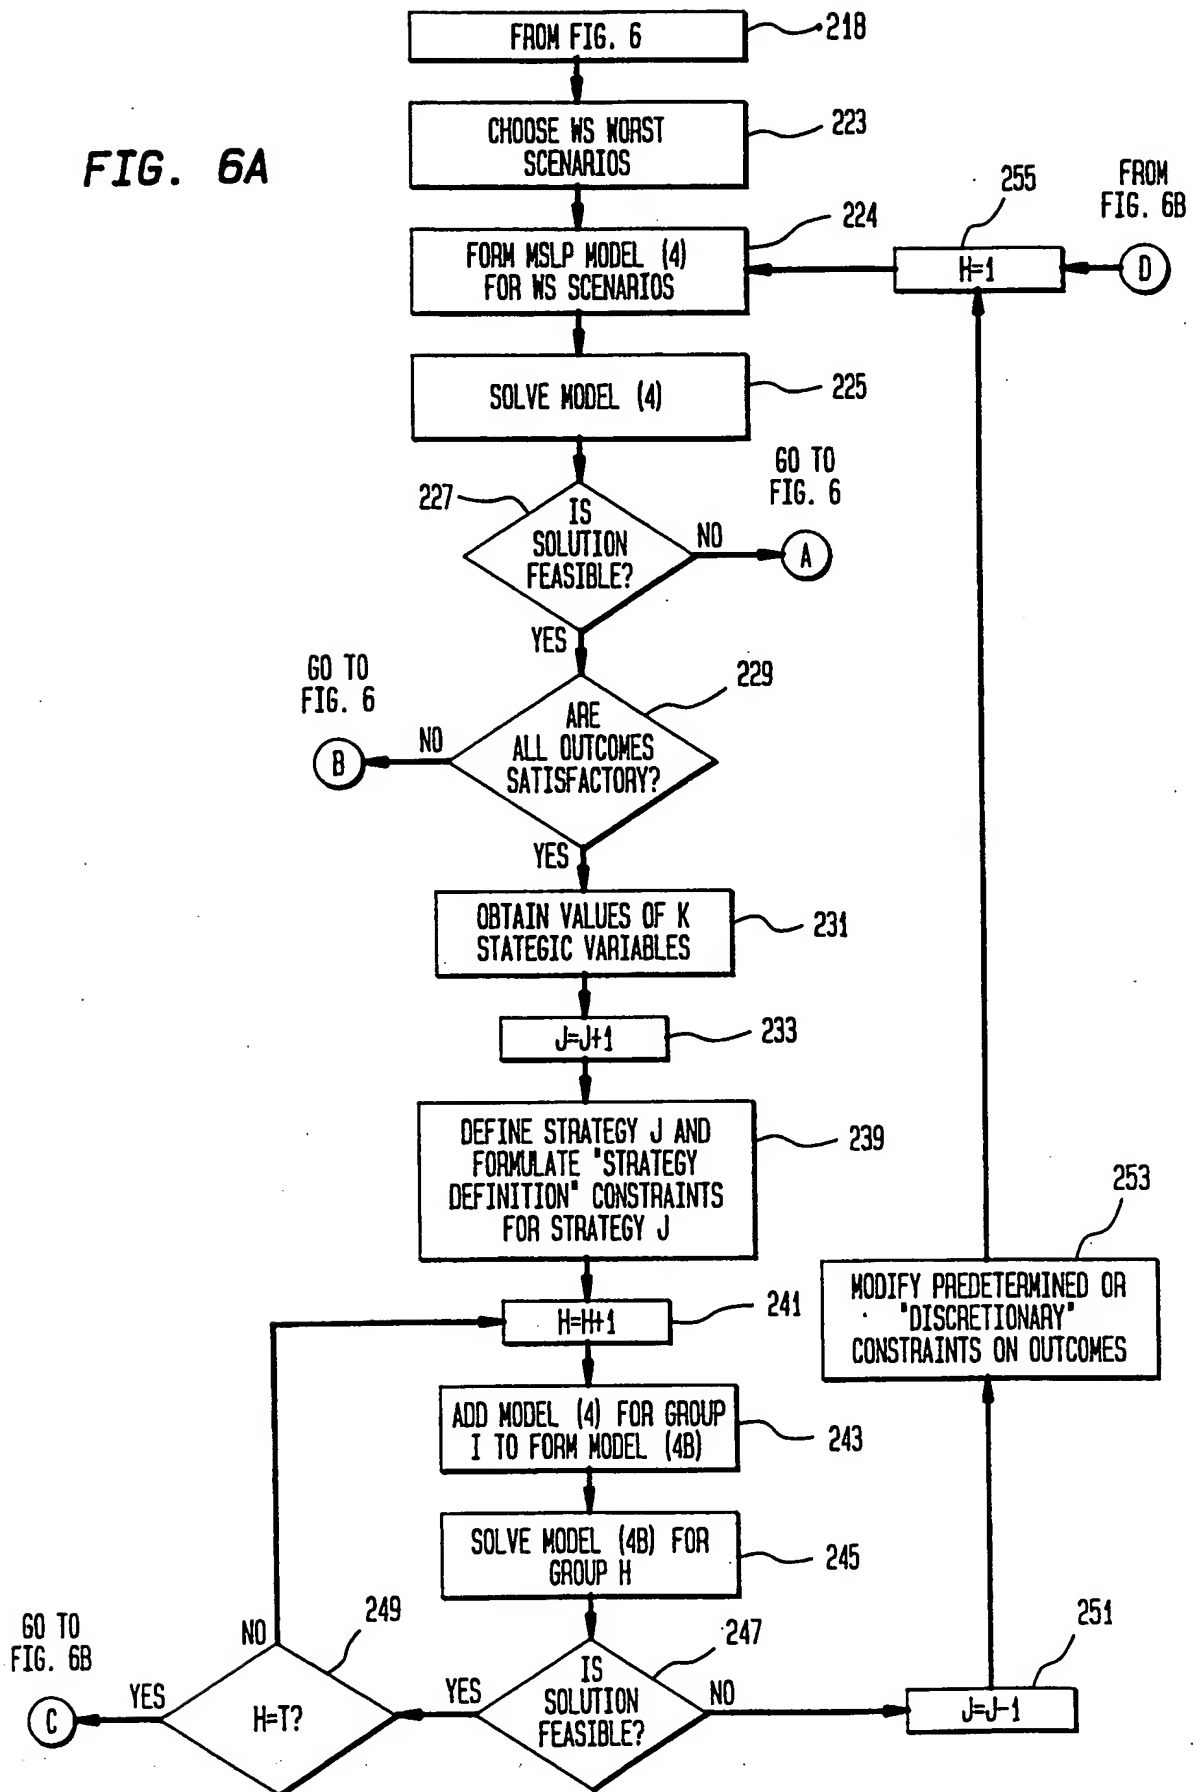 FIG. 6A
FROM FIG. 6
218
CHOOSE WS WORST
SCENARIOS
223
FORM MSLP MODEL (4)
FOR WS SCENARIOS
224
H=1
255
FROM
FIG. 6B
D
SOLVE MODEL (4)
225
IS
SOLUTION
FEASIBLE?
227
NO
GO TO
FIG. 6
A
YES
ARE
ALL OUTCOMES
SATISFACTORY?
229
NO
GO TO
FIG. 6
B
YES
OBTAIN VALUES OF K
STATEGIC VARIABLES
231
J=J+1
233
DEFINE STRATEGY J AND
FORMULATE "STRATEGY
DEFINITION" CONSTRAINTS
FOR STRATEGY J
239
H=H+1
241
ADD MODEL (4) FOR GROUP
I TO FORM MODEL (4B)
243
SOLVE MODEL (4B) FOR
GROUP H
245
IS
SOLUTION
FEASIBLE?
247
YES
NO
H=T?
249
NO
YES
GO TO
FIG. 6B
C
J=J-1
251
MODIFY PREDETERMINED OR
"DISCRETIONARY"
CONSTRAINTS ON OUTCOMES
253